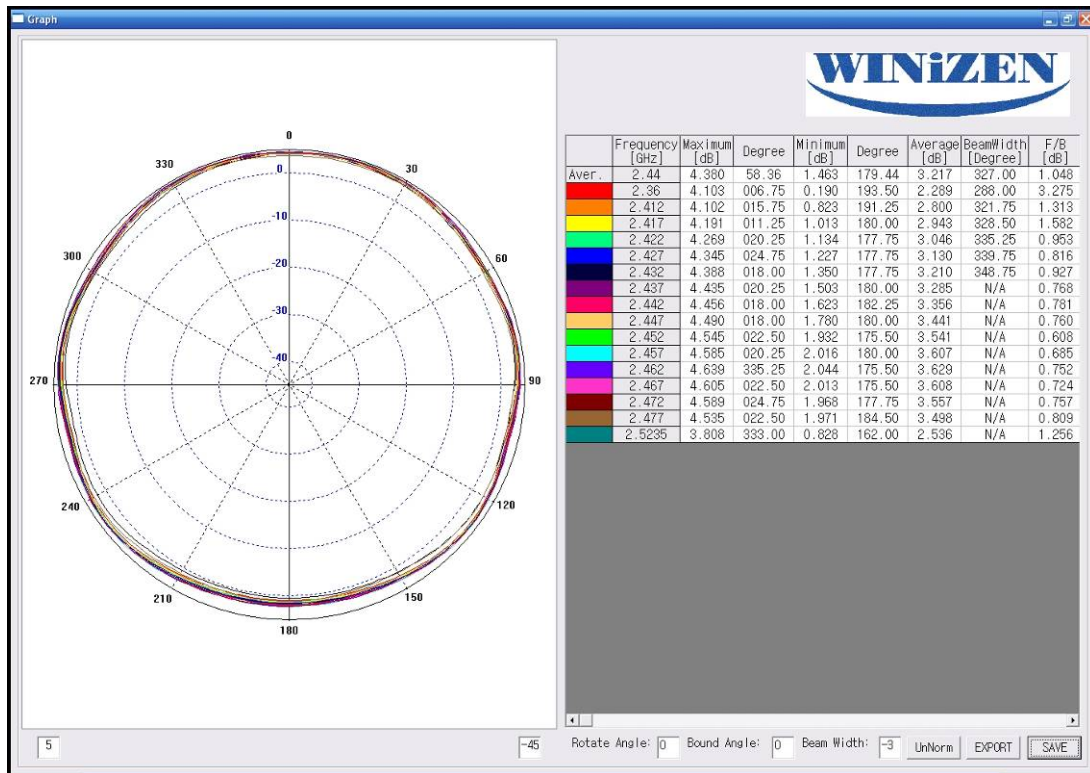 Graph
WINiZEN
0
330
30
0
-10
-20
300
60
-30
-40
270
90
240
120
210
150
180
Frequency [GHz] Maximum [dB] Degree Minimum [dB] Degree Average [dB] BeamWidth [Degree] F/B [dB]
Aver. 2.44 4.380 58.36 1.463 179.44 3.217 327.00 1.048
2.36 4.103 006.75 0.190 193.50 2.289 288.00 3.275
2.412 4.102 015.75 0.823 191.25 2.800 321.75 1.313
2.417 4.191 011.25 1.013 180.00 2.943 328.50 1.582
2.422 4.269 020.25 1.134 177.75 3.046 335.25 0.953
2.427 4.345 024.75 1.227 177.75 3.130 339.75 0.816
2.432 4.388 018.00 1.350 177.75 3.210 348.75 0.927
2.437 4.435 020.25 1.503 180.00 3.285 N/A 0.768
2.442 4.456 018.00 1.623 182.25 3.356 N/A 0.781
2.447 4.490 018.00 1.780 180.00 3.441 N/A 0.760
2.452 4.545 022.50 1.932 175.50 3.541 N/A 0.608
2.457 4.585 020.25 2.016 180.00 3.607 N/A 0.685
2.462 4.639 335.25 2.044 175.50 3.629 N/A 0.752
2.467 4.605 022.50 2.013 175.50 3.608 N/A 0.724
2.472 4.589 024.75 1.968 177.75 3.557 N/A 0.757
2.477 4.535 022.50 1.971 184.50 3.498 N/A 0.809
2.5235 3.808 333.00 0.828 162.00 2.536 N/A 1.256
5 -45 Rotate Angle: 0 Bound Angle: 0 Beam Width: -3 UnNorm EXPORT SAVE